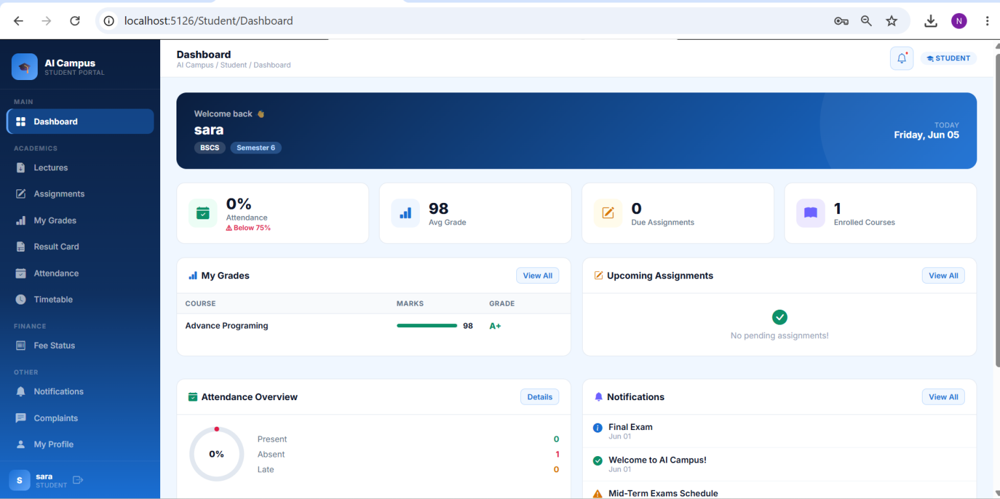 localhost:5126/Student/Dashboard
N
AI Campus
STUDENT PORTAL
MAIN
Dashboard
ACADEMICS
Lectures
Assignments
My Grades
Result Card
Attendance
Timetable
FINANCE
Fee Status
OTHER
Notifications
Complaints
My Profile
S
sara
STUDENT
Dashboard
AI Campus / Student / Dashboard
STUDENT
Welcome back 👋
sara
BSCS Semester 6
TODAY
Friday, Jun 05
0%
Attendance
Below 75%
98
Avg Grade
0
Due Assignments
1
Enrolled Courses
My Grades
View All
COURSE MARKS GRADE
Advance Programing 98 A+
Upcoming Assignments
View All
No pending assignments!
Attendance Overview
Details
0%
Present 0
Absent 1
Late 0
Notifications
View All
Final Exam
Jun 01
Welcome to AI Campus!
Jun 01
Mid-Term Exams Schedule